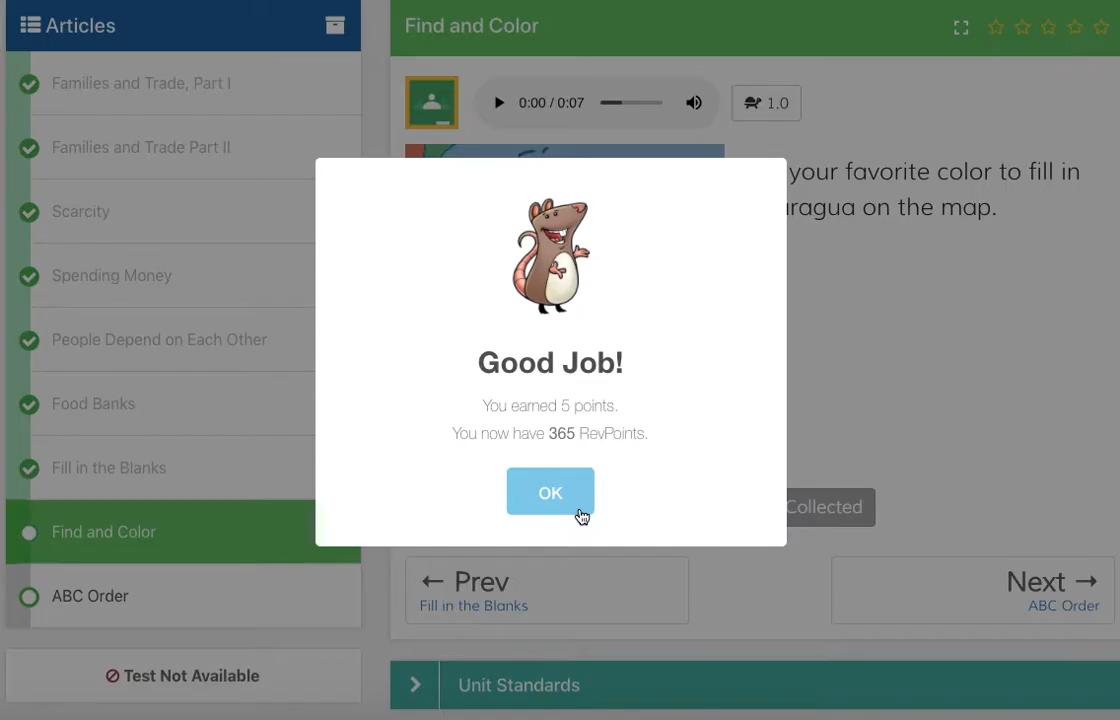 Articles
Families and Trade, Part I
Families and Trade Part II
Scarcity
Spending Money
People Depend on Each Other
Food Banks
Fill in the Blanks
Find and Color
ABC Order
Test Not Available
Find and Color
0:00 / 0:07
1.0
your favorite color to fill in
on the map.
Good Job!
You earned 5 points.
You now have 365 RevPoints.
OK
Collected
← Prev
Fill in the Blanks
Next →
ABC Order
Unit Standards